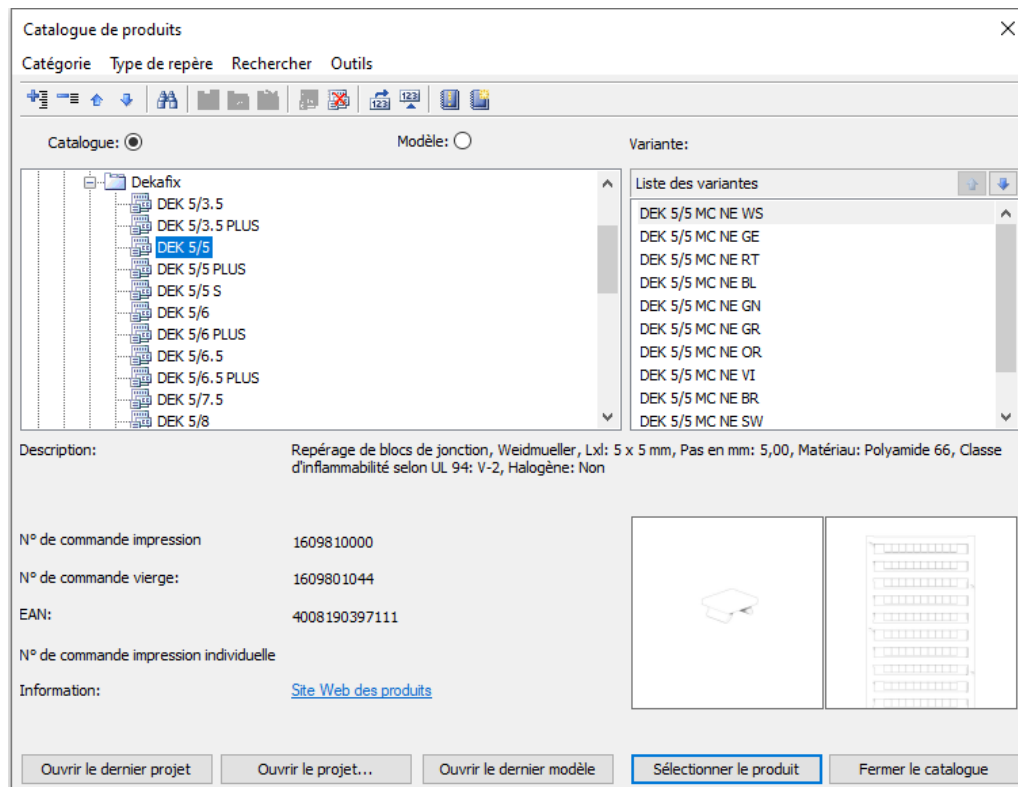 Catalogue de produits
Catégorie Type de repère Rechercher Outils
Catalogue: Modèle: Variante:
Dekafix
DEK 5/3.5
DEK 5/3.5 PLUS
DEK 5/5
DEK 5/5 PLUS
DEK 5/5 S
DEK 5/6
DEK 5/6 PLUS
DEK 5/6.5
DEK 5/6.5 PLUS
DEK 5/7.5
DEK 5/8
Liste des variantes
DEK 5/5 MC NE WS
DEK 5/5 MC NE GE
DEK 5/5 MC NE RT
DEK 5/5 MC NE BL
DEK 5/5 MC NE GN
DEK 5/5 MC NE GR
DEK 5/5 MC NE OR
DEK 5/5 MC NE VI
DEK 5/5 MC NE BR
DEK 5/5 MC NE SW
Description: Repérage de blocs de jonction, Weidmueller, Lxl: 5 x 5 mm, Pas en mm: 5,00, Matériau: Polyamide 66, Classe
d'inflammabilité selon UL 94: V-2, Halogène: Non
N° de commande impression 1609810000
N° de commande vierge: 1609801044
EAN: 4008190397111
N° de commande impression individuelle
Information: Site Web des produits
Ouvrir le dernier projet Ouvrir le projet... Ouvrir le dernier modèle Sélectionner le produit Fermer le catalogue